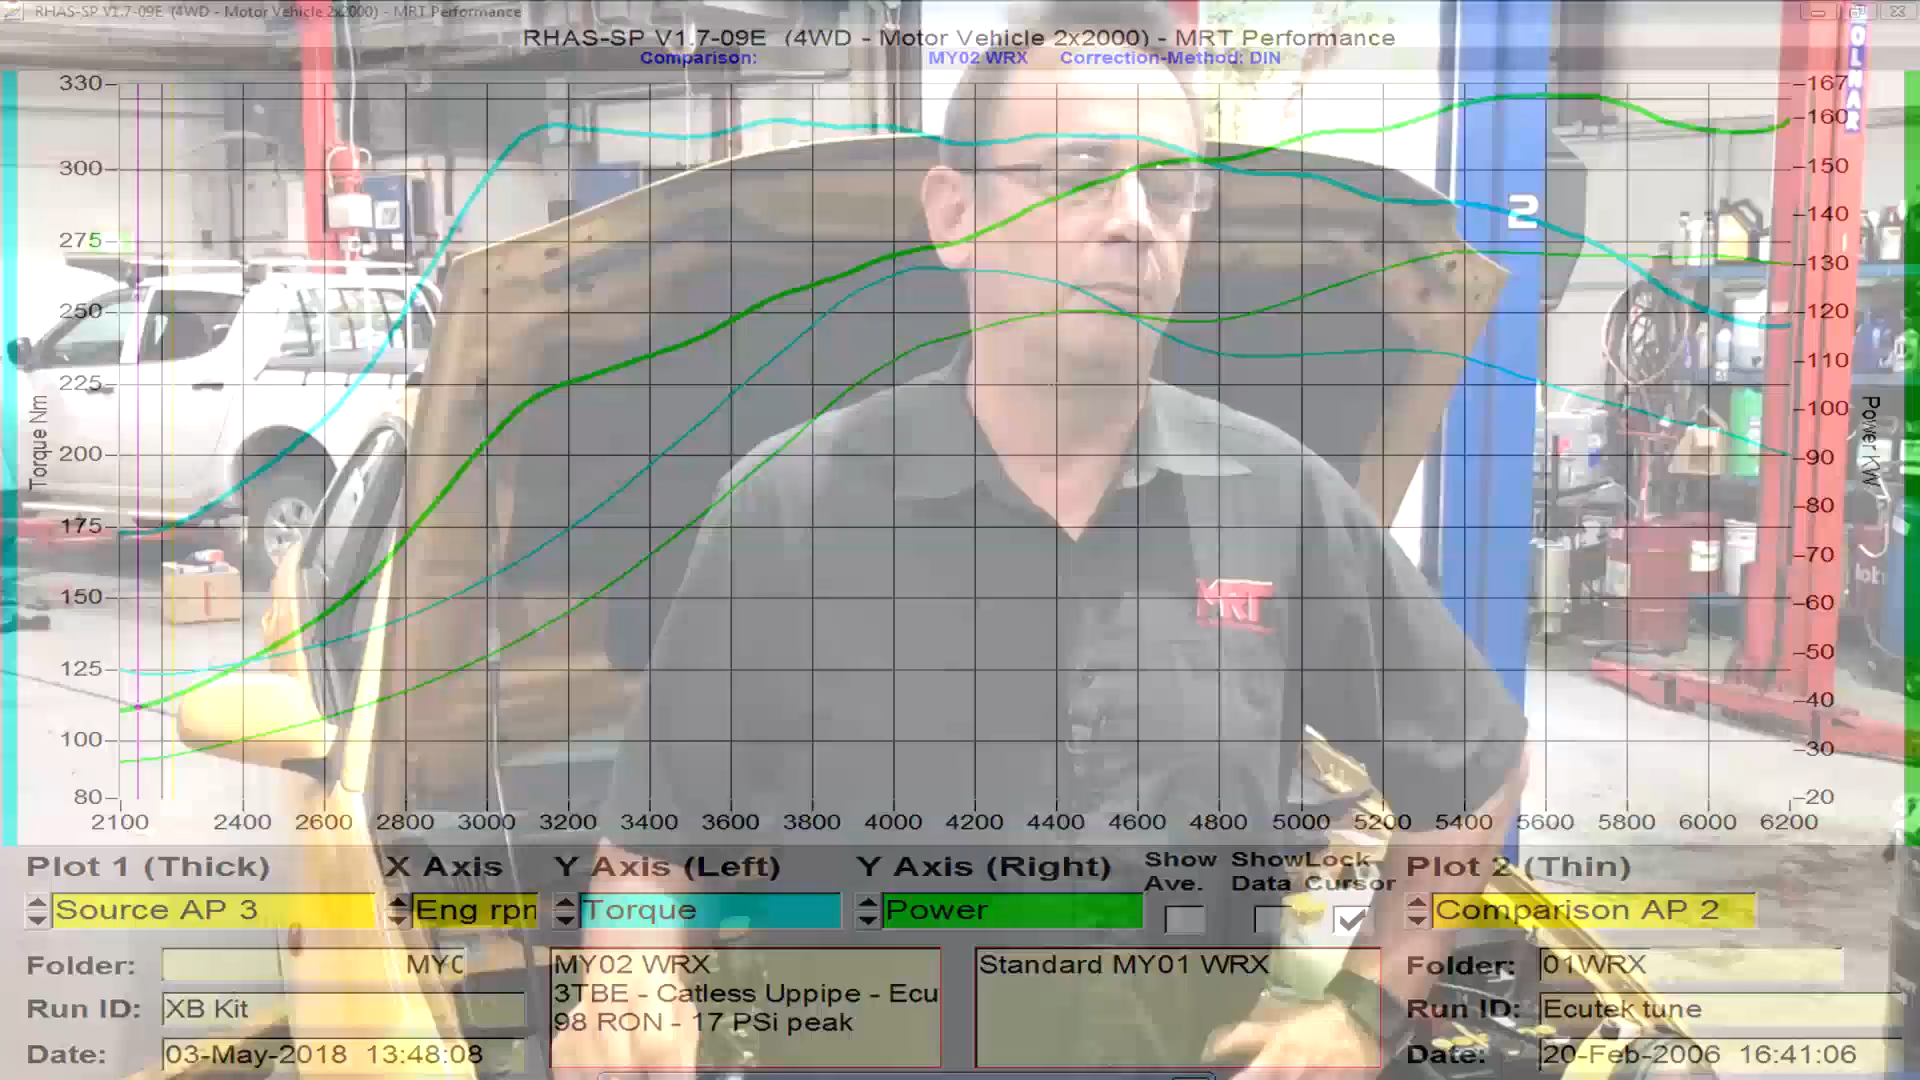 RHAS-SP V1.7-09E (4WD - Motor Vehicle 2x2000) - MRT Performance
RHAS-SP V1.7-09E (4WD - Motor Vehicle 2x2000) - MRT Performance
Comparison: MY02 WRX Correction-Method: DIN
330 167
160
300 150
140
275
130
250 120
110
225
100
200 90
80
175
70
150 60
125 50
40
100 30
80 20
Torque Nm
Power KW
SOLNAR
2
MRT
2100 2400 2600 2800 3000 3200 3400 3600 3800 4000 4200 4400 4600 4800 5000 5200 5400 5600 5800 6000 6200
Plot 1 (Thick) X Axis Y Axis (Left) Y Axis (Right) Show Ave. Show Data Lock Cursor Plot 2 (Thin)
Source AP 3 Eng rpn Torque Power Comparison AP 2
Folder: MYC MY02 WRX Standard MY01 WRX Folder: 01WRX
3TBE - Catless Uppipe - Ecu
Run ID: XB Kit 98 RON - 17 PSi peak Run ID: Ecutek tune
Date: 03-May-2018 13:48:08 Date: 20-Feb-2006 16:41:06